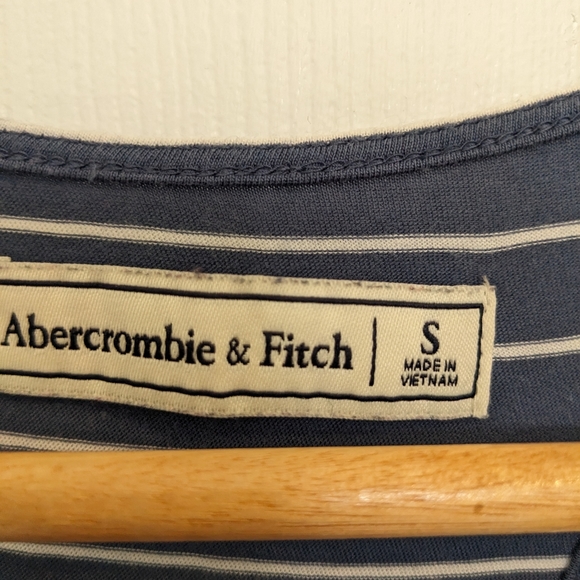 Abercrombie & Fitch
S
MADE IN
VIETNAM